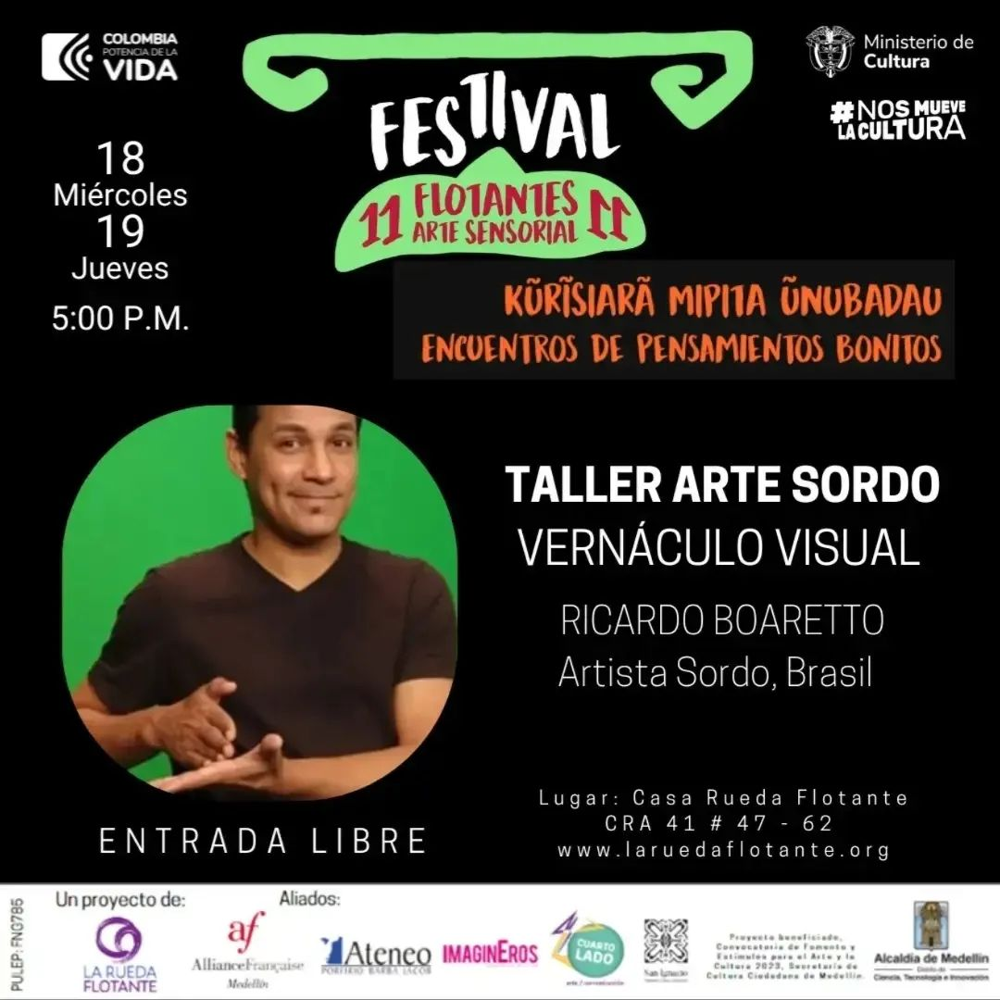 COLOMBIA
POTENCIA DE LA
VIDA
Ministerio de
Cultura
#NOS MUEVE
LA CULTURA
FESTIVAL
11 FLOTANTES 11
ARTE SENSORIAL
18
Miércoles
19
Jueves
5:00 P.M.
KŨRĨSIARÃ MIPITA ŨNUBADAU
ENCUENTROS DE PENSAMIENTOS BONITOS
TALLER ARTE SORDO
VERNÁCULO VISUAL
RICARDO BOARETTO
Artista Sordo, Brasil
Lugar: Casa Rueda Flotante
CRA 41 # 47 - 62
www.laruedaflotante.org
ENTRADA LIBRE
PULEP: FNG785
Un proyecto de:
LA RUEDA
FLOTANTE
Aliados:
af
AllianceFrançaise
Medellín
Ateneo
PORFIRIO BARBA JACOB
IMAGINEROS
CUARTO
LADO
arte / comunicación
San Ignacio
Proyecto beneficiado,
Convocatoria de Fomento y
Estímulos para el Arte y la
Cultura 2023, Secretaría de
Cultura Ciudadana de Medellín.
Alcaldía de Medellín
Distrito de
Ciencia, Tecnología e Innovación